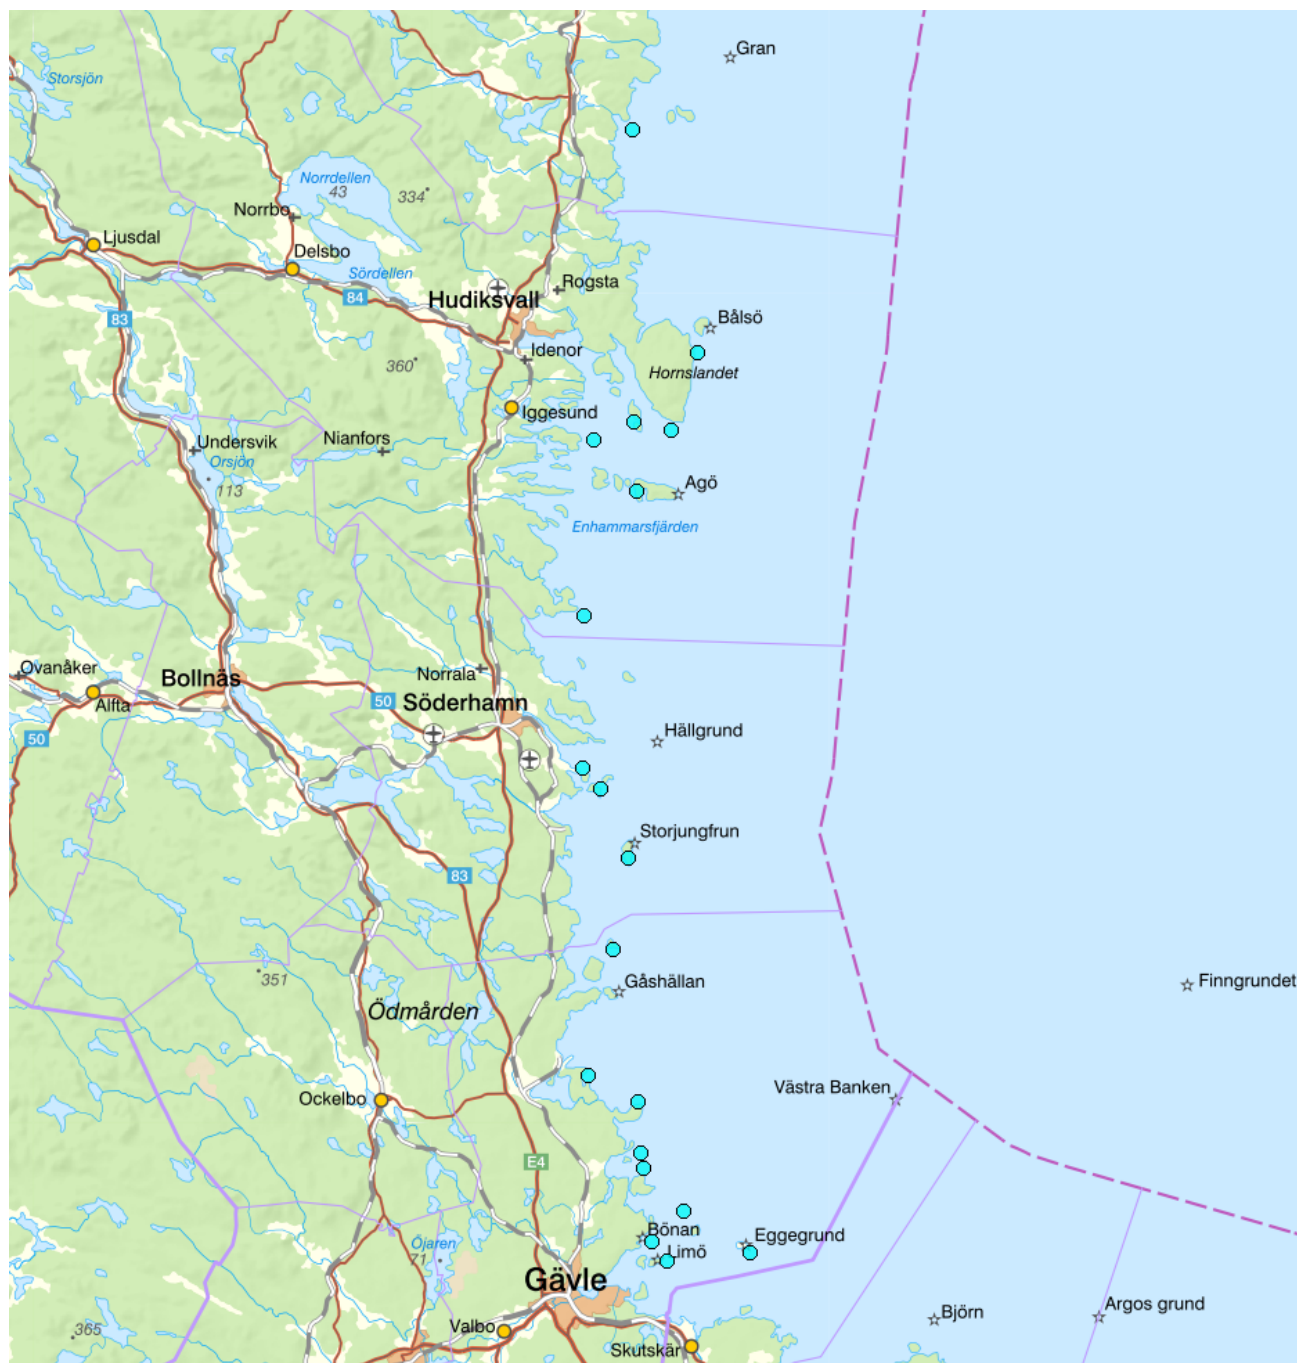 Gran
Storsjön
Norrdellen
43
334
Norrbo
Ljusdal
Delsbo
Sördellen
Rogsta
84
Hudiksvall
83
Bålsö
Idenor
360
Hornslandet
Iggesund
Undersvik
Nianfors
Orsjön
113
Agö
Enhammarsfjärden
Ovanåker
Norrala
Bollnäs
Alfta
50
Söderhamn
50
Hällgrund
Storjungfrun
83
351
Gåshällan
Finngrundet
Ödmården
Västra Banken
Ockelbo
E4
Bönan
Eggegrund
Öjaren
71
Limö
Gävle
Argos grund
Björn
365
Valbo
Skutskär